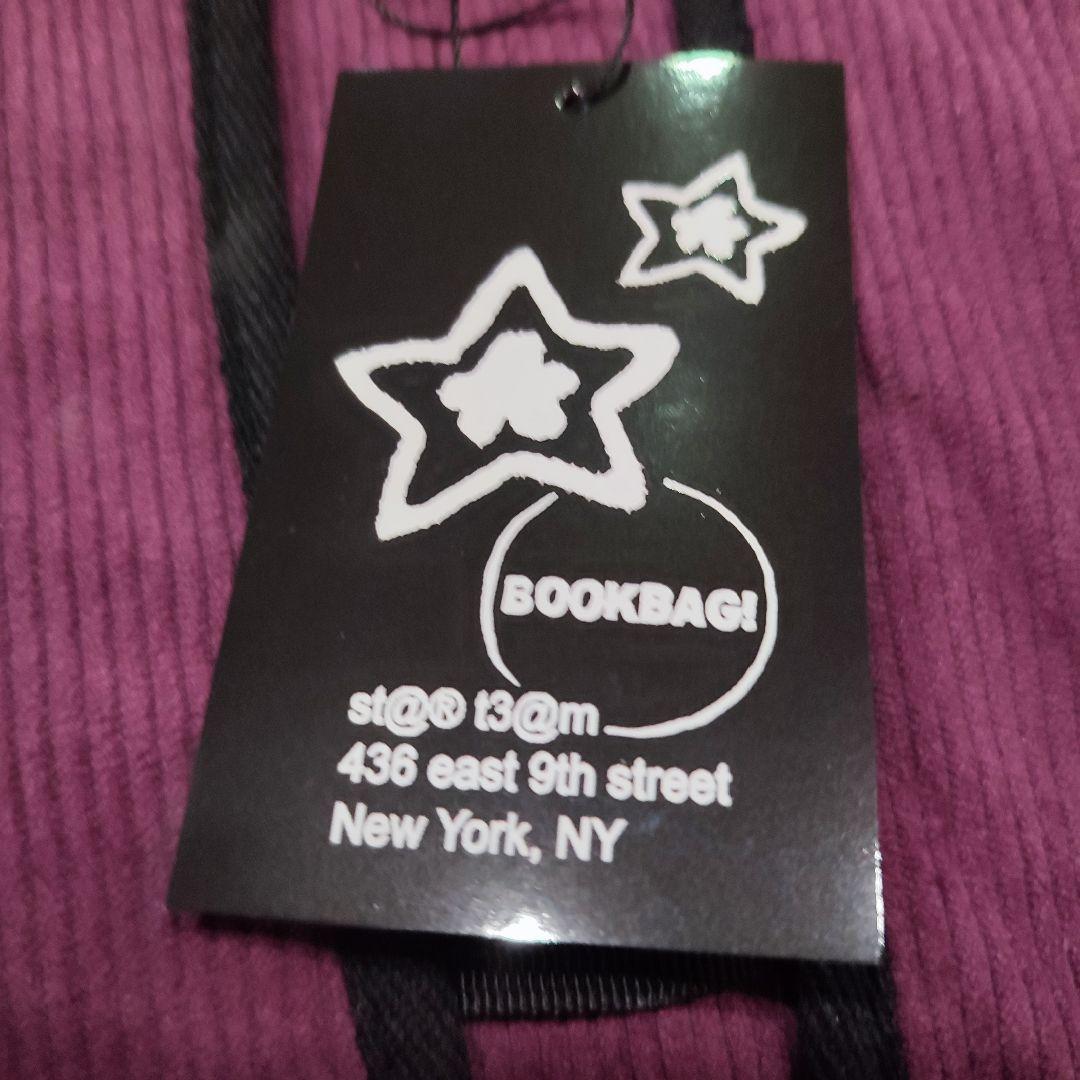 BOOKBAG!
st@® t3@m
436 east 9th street
New York, NY